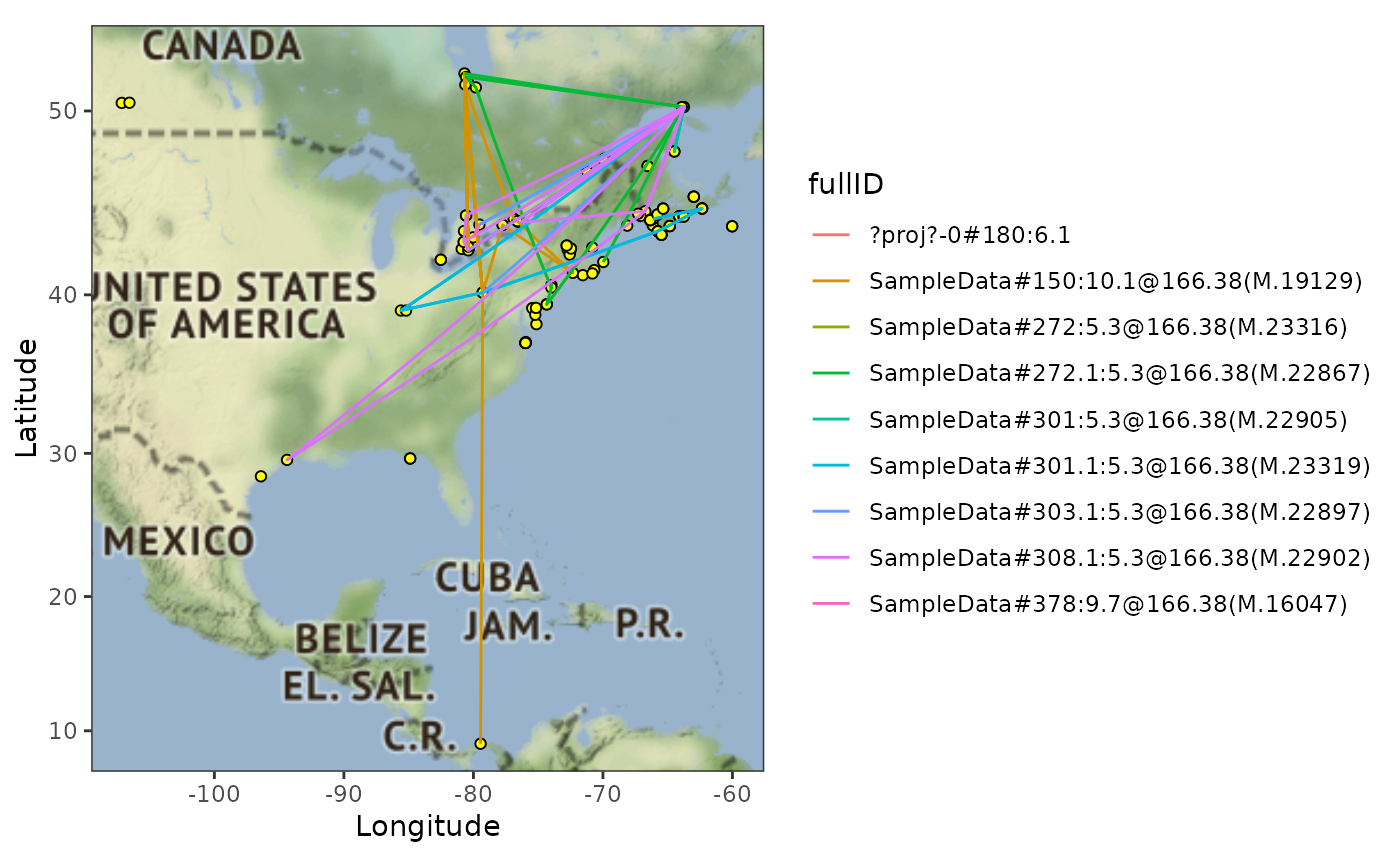 CANADA
UNITED STATES
OF AMERICA
MEXICO
CUBA
JAM.
P.R.
BELIZE
EL. SAL.
C.R.
50
40
30
20
10
Latitude
-100
-90
-80
-70
-60
Longitude
fullID
?proj?-0#180:6.1
SampleData#150:10.1@166.38(M.19129)
SampleData#272:5.3@166.38(M.23316)
SampleData#272.1:5.3@166.38(M.22867)
SampleData#301:5.3@166.38(M.22905)
SampleData#301.1:5.3@166.38(M.23319)
SampleData#303.1:5.3@166.38(M.22897)
SampleData#308.1:5.3@166.38(M.22902)
SampleData#378:9.7@166.38(M.16047)